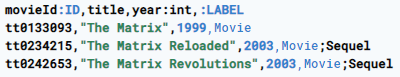 movieId:ID,title,year:int,:LABEL
tt0133093,"The Matrix",1999,Movie
tt0234215,"The Matrix Reloaded",2003,Movie;Sequel
tt0242653,"The Matrix Revolutions",2003,Movie;Sequel